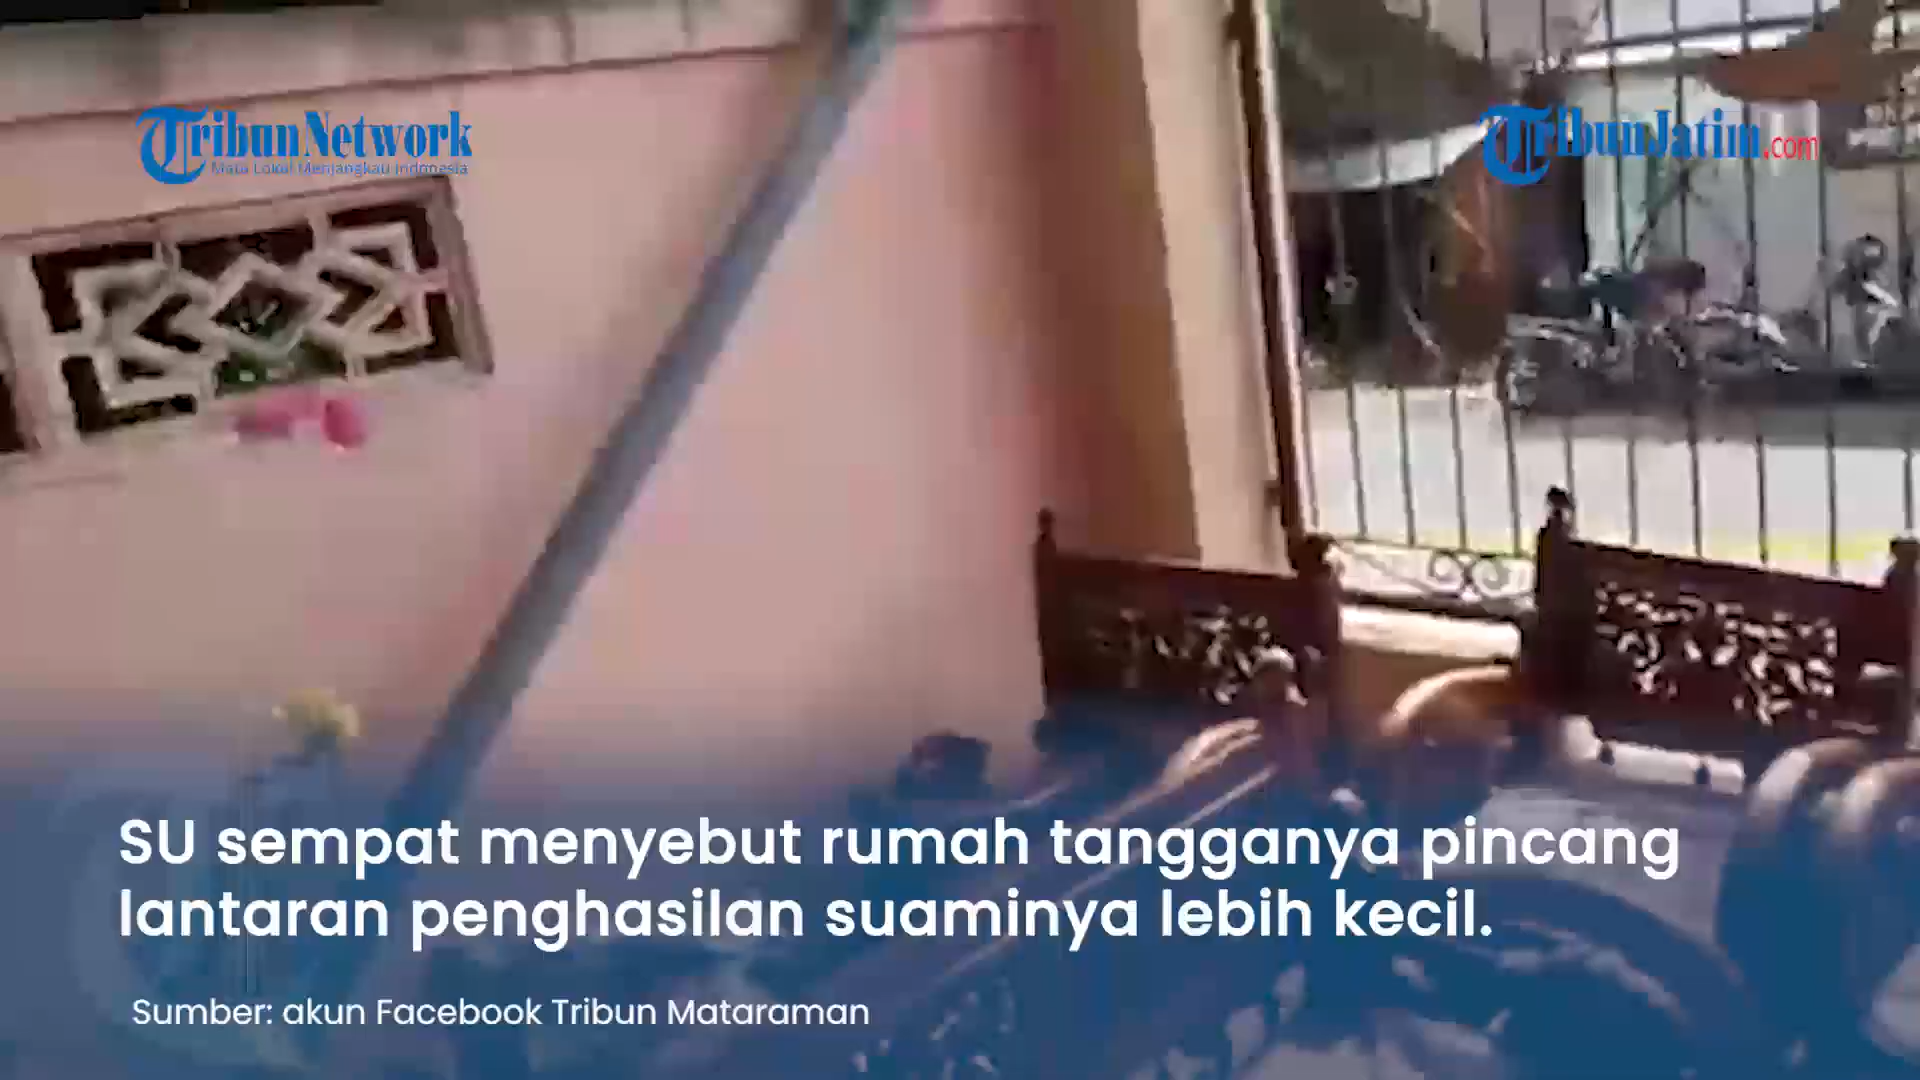 TribunNetwork
Mata Lokal Menjangkau Indonesia
TribunJatim.com
SU sempat menyebut rumah tangganya pincang
lantaran penghasilan suaminya lebih kecil.
Sumber: akun Facebook Tribun Mataraman